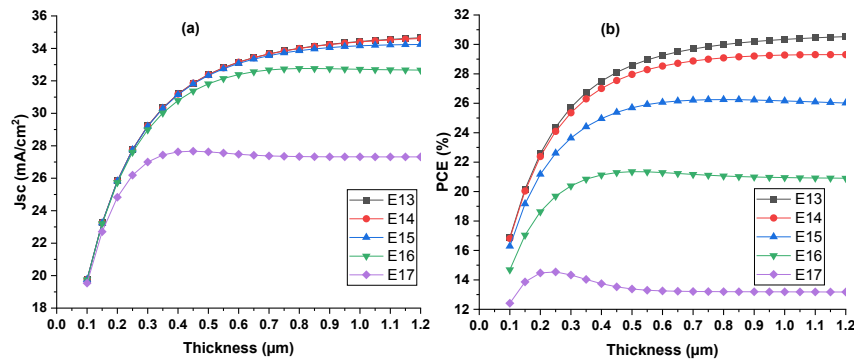 (a)
Jsc (mA/cm²)
36
34
32
30
28
26
24
22
20
18
0.0 0.1 0.2 0.3 0.4 0.5 0.6 0.7 0.8 0.9 1.0 1.1 1.2
Thickness (µm)
E13
E14
E15
E16
E17
(b)
PCE (%)
32
30
28
26
24
22
20
18
16
14
12
0.0 0.1 0.2 0.3 0.4 0.5 0.6 0.7 0.8 0.9 1.0 1.1 1.2
Thickness (µm)
E13
E14
E15
E16
E17